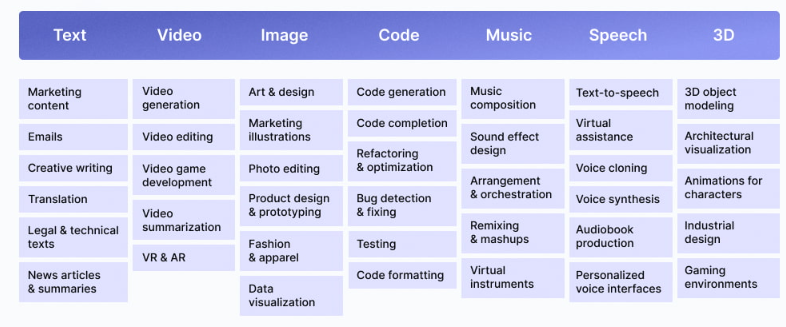 Text
Video
Image
Code
Music
Speech
3D
Marketing
content
Emails
Creative writing
Translation
Legal & technical
texts
News articles
& summaries
Video
generation
Video editing
Video game
development
Video
summarization
VR & AR
Art & design
Marketing
illustrations
Photo editing
Product design
& prototyping
Fashion
& apparel
Data
visualization
Code generation
Code completion
Refactoring
& optimization
Bug detection
& fixing
Testing
Code formatting
Music
composition
Sound effect
design
Arrangement
& orchestration
Remixing
& mashups
Virtual
instruments
Text-to-speech
Virtual
assistance
Voice cloning
Voice synthesis
Audiobook
production
Personalized
voice interfaces
3D object
modeling
Architectural
visualization
Animations for
characters
Industrial
design
Gaming
environments